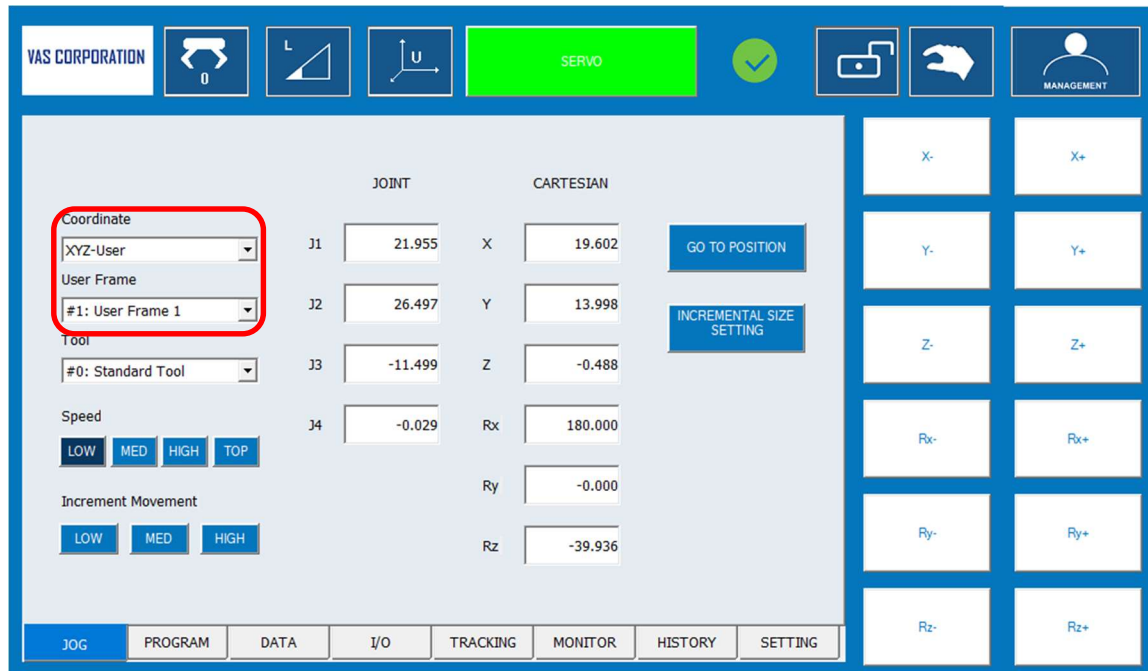 VAS CORPORATION
0
L
U
SERVO
MANAGEMENT
JOINT
CARTESIAN
Coordinate
XYZ-User
User Frame
#1: User Frame 1
Tool
#0: Standard Tool
Speed
LOW
MED
HIGH
TOP
Increment Movement
LOW
MED
HIGH
J1
21.955
J2
26.497
J3
-11.499
J4
-0.029
X
19.602
Y
13.998
Z
-0.488
Rx
180.000
Ry
-0.000
Rz
-39.936
GO TO POSITION
INCREMENTAL SIZE
SETTING
X-
X+
Y-
Y+
Z-
Z+
Rx-
Rx+
Ry-
Ry+
Rz-
Rz+
JOG
PROGRAM
DATA
I/O
TRACKING
MONITOR
HISTORY
SETTING